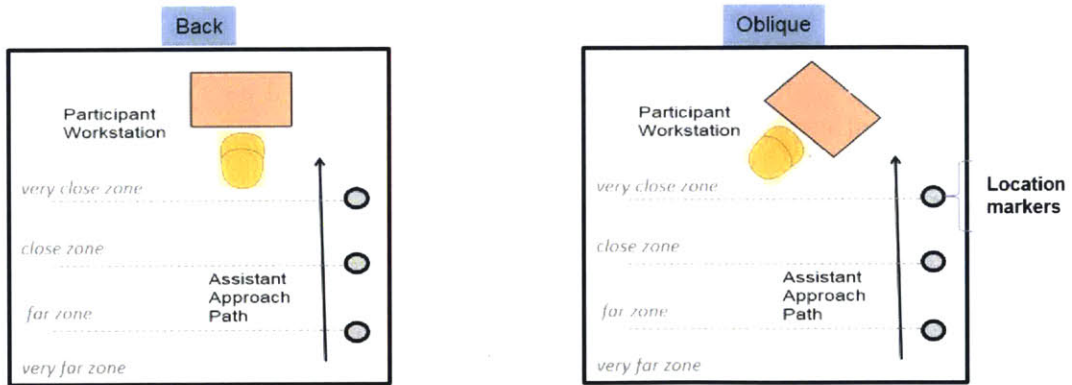 Back
Participant
Workstation
very close zone
close zone
Assistant
Approach
Path
far zone
very far zone
Oblique
Participant
Workstation
very close zone
Location
markers
close zone
Assistant
Approach
Path
far zone
very far zone